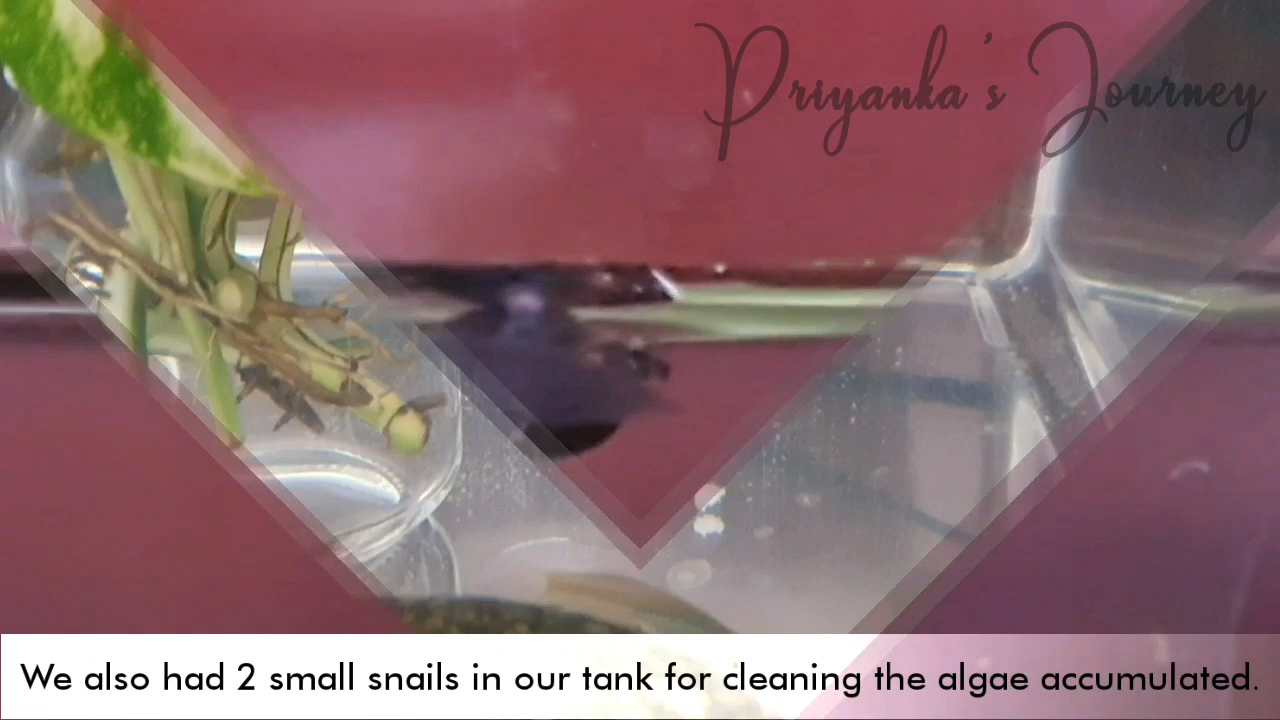 Priyanka's Journey
We also had 2 small snails in our tank for cleaning the algae accumulated.